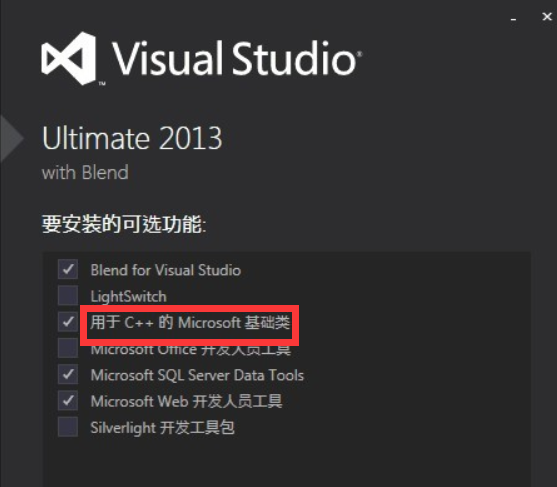 Visual Studio
Ultimate 2013
with Blend
要安装的可选功能:
Blend for Visual Studio
LightSwitch
用于 C++ 的 Microsoft 基础类
Microsoft Office 开发人员工具
Microsoft SQL Server Data Tools
Microsoft Web 开发人员工具
Silverlight 开发工具包